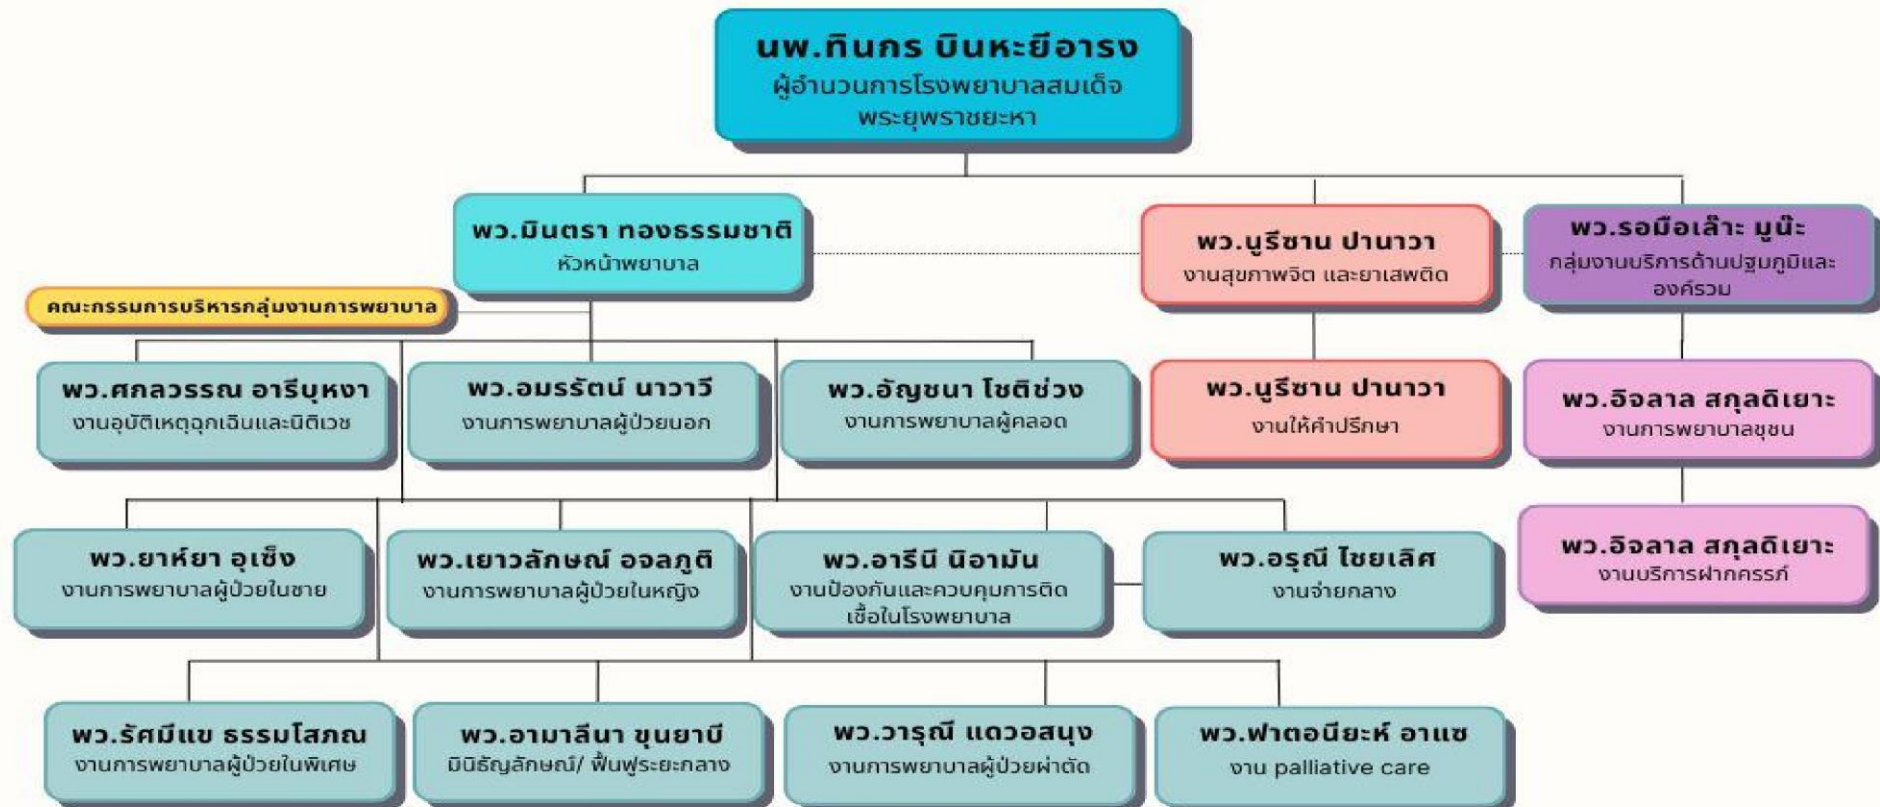 นพ.ทินกร บินหะยีอารง
ผู้อำนวยการโรงพยาบาลสมเด็จ
พระยุพราชยะหา
พว.มินตรา ทองธรรมชาติ
หัวหน้าพยาบาล
พว.นูรีซาน ปานาวา
งานสุขภาพจิต และยาเสพติด
พว.รอมือเล๊าะ มูน๊ะ
กลุ่มงานบริการด้านปฐมภูมิและ
องค์รวม
คณะกรรมการบริหารกลุ่มงานการพยาบาล
พว.ศกลวรรณ อารีบุหงา
งานอุบัติเหตุฉุกเฉินและนิติเวช
พว.อมรรัตน์ นาวาวี
งานการพยาบาลผู้ป่วยนอก
พว.อัญชนา โชติช่วง
งานการพยาบาลผู้คลอด
พว.นูรีซาน ปานาวา
งานให้คำปรึกษา
พว.อิจลาล สกุลดิเยาะ
งานการพยาบาลชุชน
พว.ยาห์ยา อุเซ็ง
งานการพยาบาลผู้ป่วยในชาย
พว.เยาวลักษณ์ อจลภูติ
งานการพยาบาลผู้ป่วยในหญิง
พว.อารีนี นิอามัน
งานป้องกันและควบคุมการติด
เชื้อในโรงพยาบาล
พว.อรุณี ไชยเลิศ
งานจ่ายกลาง
พว.อิจลาล สกุลดิเยาะ
งานบริการฝากครรภ์
พว.รัศมีแข ธรรมโสภณ
งานการพยาบาลผู้ป่วยในพิเศษ
พว.อามาลีนา ขุนยาบี
มินิธัญลักษณ์/ ฟื้นฟูระยะกลาง
พว.วารุณี แดวอสนุง
งานการพยาบาลผู้ป่วยผ่าตัด
พว.ฟาตอนียะห์ อาแซ
งาน palliative care